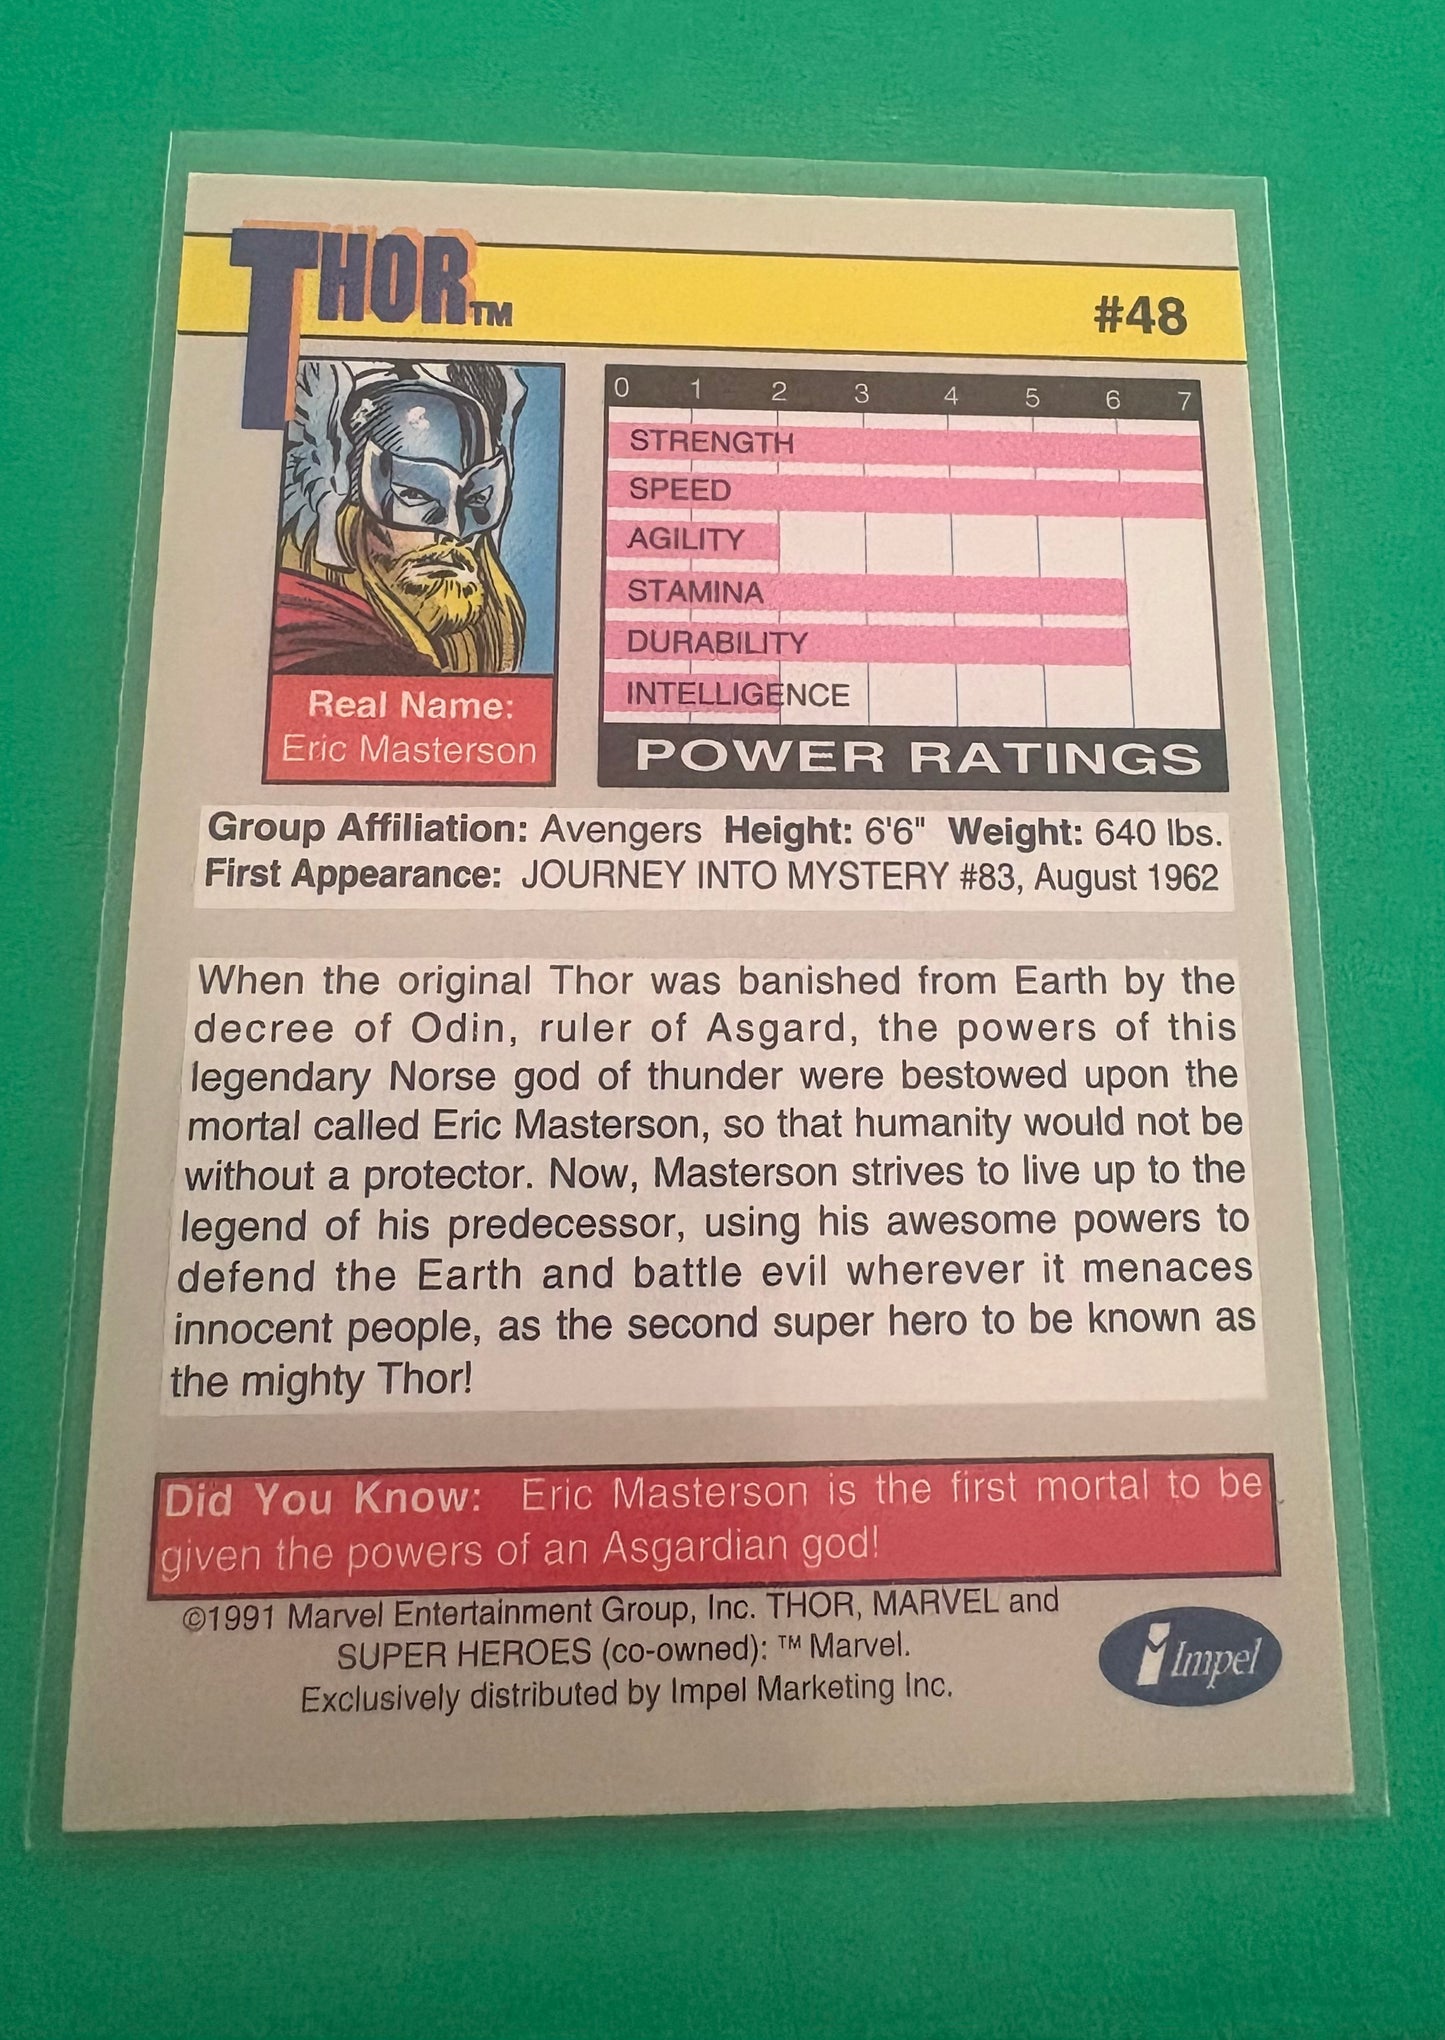 THOR TM
#48
0 1 2 3 4 5 6 7
STRENGTH
SPEED
AGILITY
STAMINA
DURABILITY
INTELLIGENCE
POWER RATINGS
Real Name:
Eric Masterson
Group Affiliation: Avengers Height: 6'6" Weight: 640 lbs.
First Appearance: JOURNEY INTO MYSTERY #83, August 1962
When the original Thor was banished from Earth by the
decree of Odin, ruler of Asgard, the powers of this
legendary Norse god of thunder were bestowed upon the
mortal called Eric Masterson, so that humanity would not be
without a protector. Now, Masterson strives to live up to the
legend of his predecessor, using his awesome powers to
defend the Earth and battle evil wherever it menaces
innocent people, as the second super hero to be known as
the mighty Thor!
Did You Know: Eric Masterson is the first mortal to be
given the powers of an Asgardian god!
©1991 Marvel Entertainment Group, Inc. THOR, MARVEL and
SUPER HEROES (co-owned): ™ Marvel.
Exclusively distributed by Impel Marketing Inc.
Impel